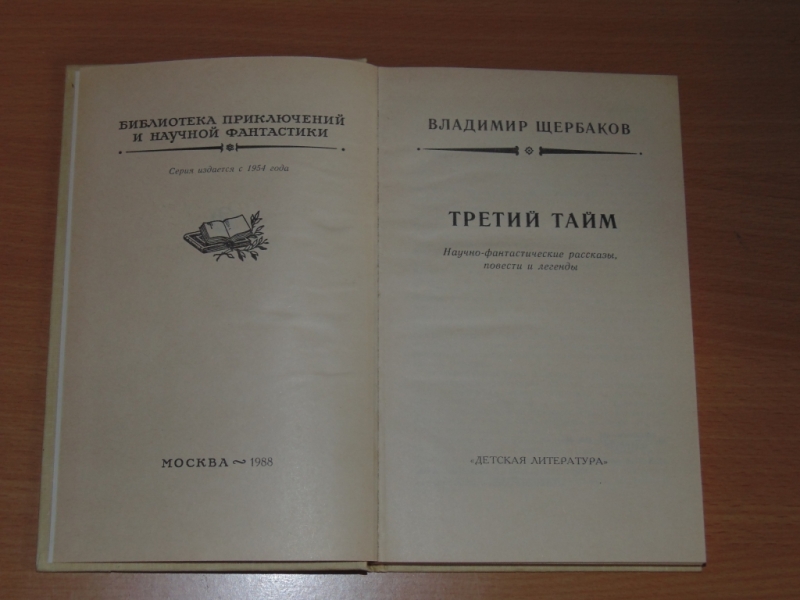 БИБЛИОТЕКА ПРИКЛЮЧЕНИЙ
И НАУЧНОЙ ФАНТАСТИКИ
Серия издается с 1954 года
МОСКВА ~ 1988
ВЛАДИМИР ЩЕРБАКОВ
ТРЕТИЙ ТАЙМ
Научно-фантастические рассказы,
повести и легенды
«ДЕТСКАЯ ЛИТЕРАТУРА»